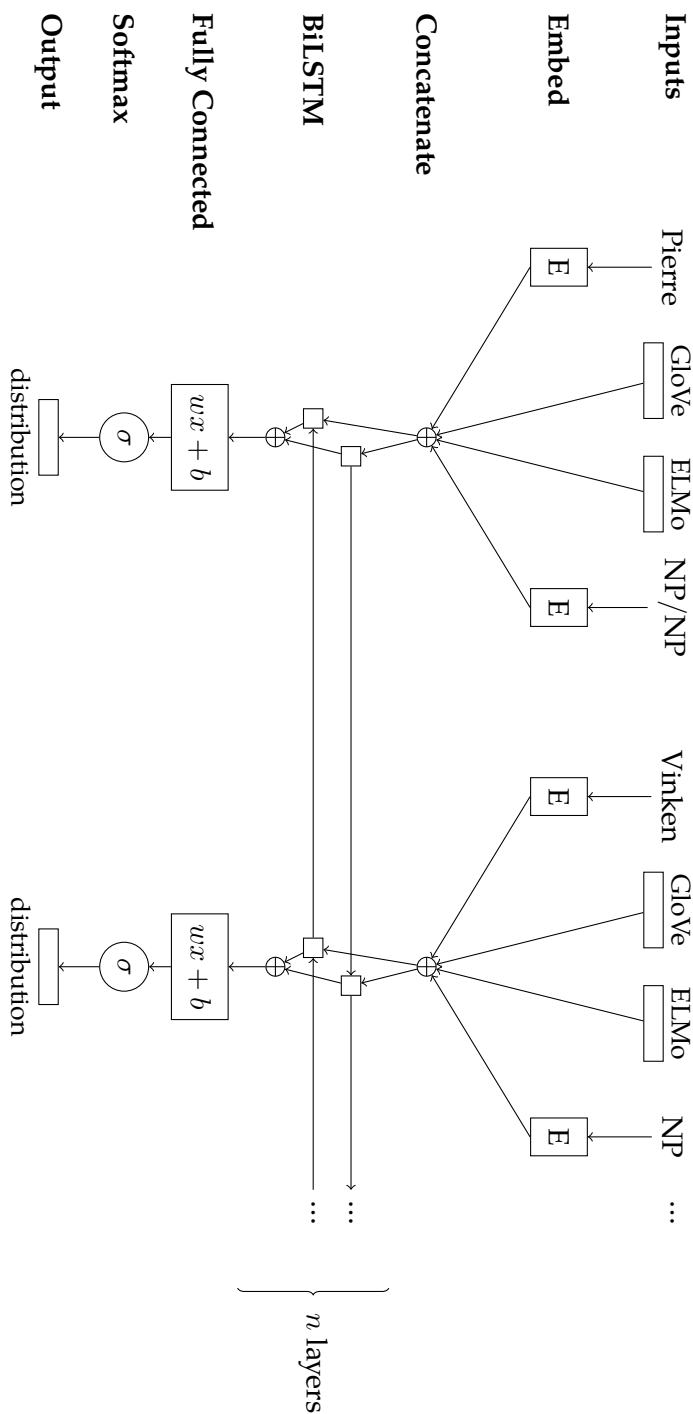 Inputs
Pierre GloVe ELMo NP/NP Vinken GloVe ELMo NP ...
Embed
E E E E
Concatenate
BiLSTM
...
...
n layers
Fully Connected
wx + b wx + b
Softmax
σ σ
Output
distribution distribution